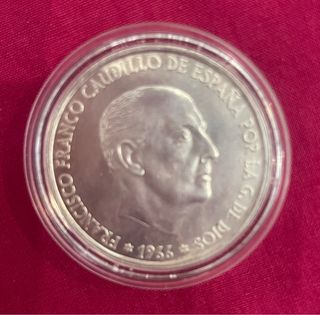 FRANCISCO FRANCO CAUDILLO DE ESPAÑA POR LA G. DE DIOS
* 1966 *